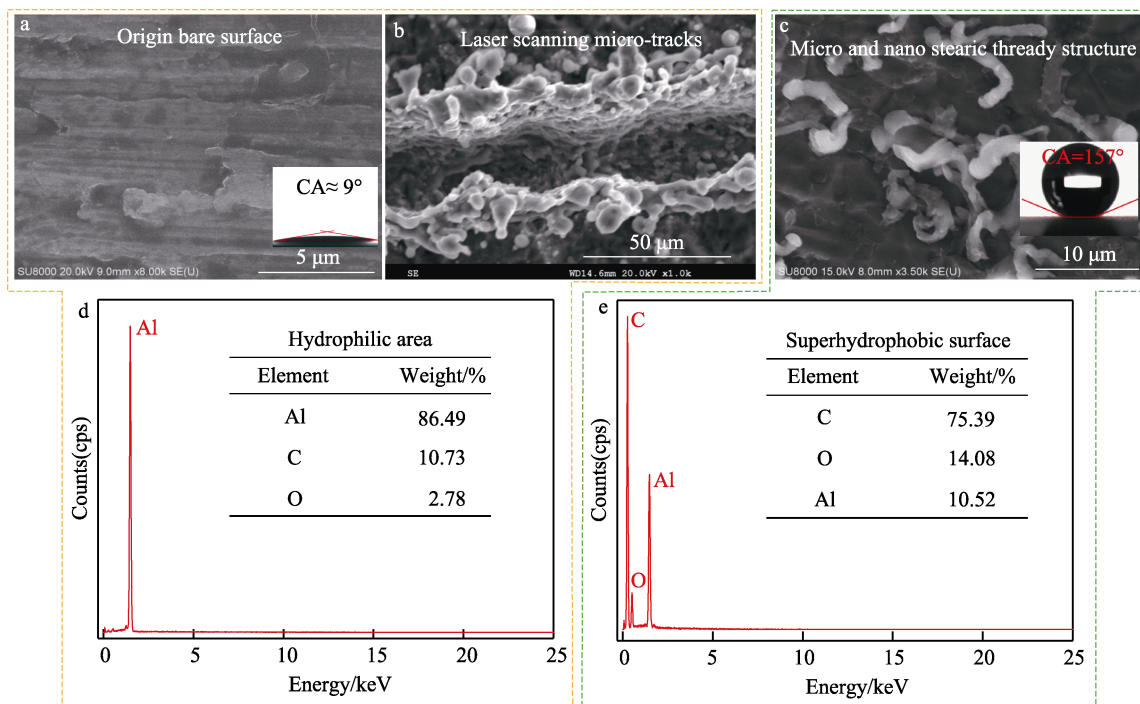 a
Origin bare surface
CA≈ 9°
5 μm
SU8000 20.0kV 9.0mm x8.00k SE(U)
b
Laser scanning micro-tracks
50 μm
SE
WD14.6mm 20.0kV x1.0k
c
Micro and nano stearic thready structure
CA=157°
10 μm
SU8000 15.0kV 8.0mm x3.50k SE(U)
d
Al
Hydrophilic area
Element Weight/%
Al 86.49
C 10.73
O 2.78
Counts(cps)
0 5 10 15 20 25
Energy/keV
e
C
Al
O
Superhydrophobic surface
Element Weight/%
C 75.39
O 14.08
Al 10.52
Counts(cps)
0 5 10 15 20 25
Energy/keV